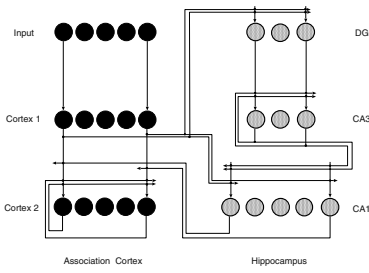 Input
DG
Cortex 1
CA3
Cortex 2
CA1
Association Cortex
Hippocampus